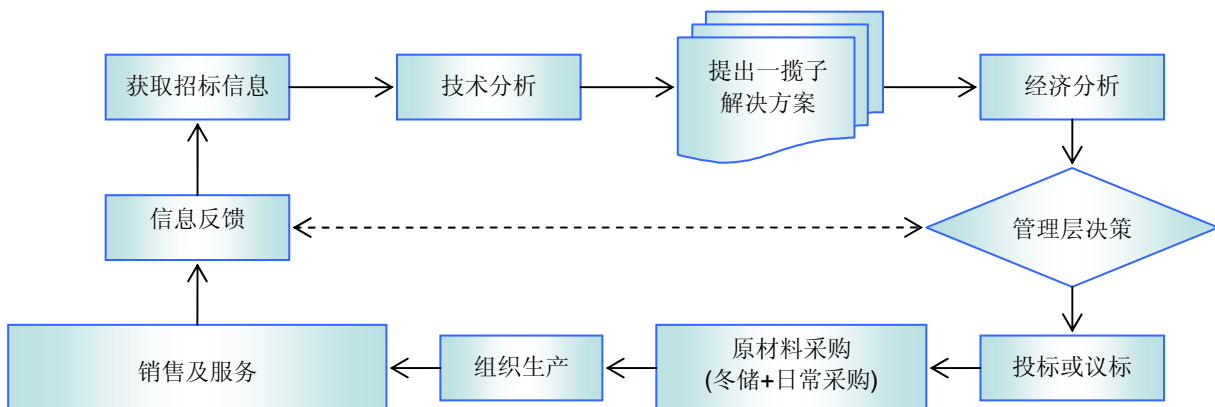 获取招标信息
技术分析
提出一揽子
解决方案
经济分析
信息反馈
管理层决策
销售及服务
组织生产
原材料采购
(冬储+日常采购)
投标或议标